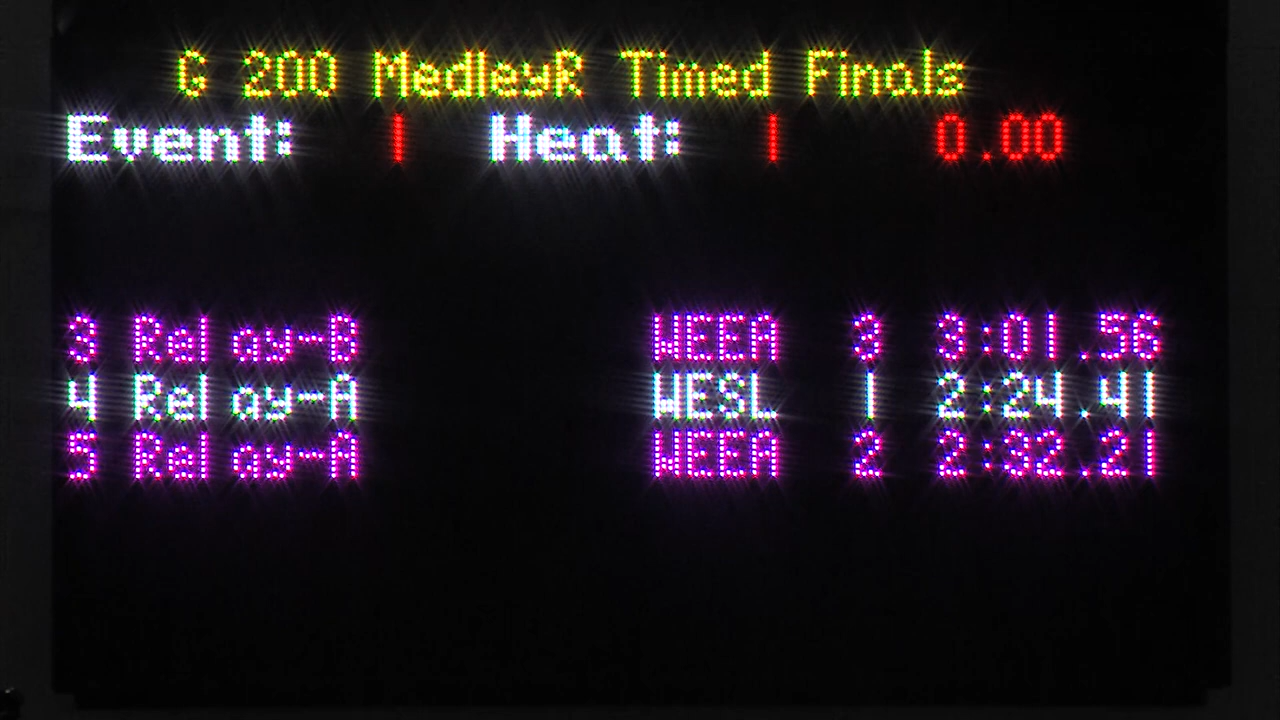 G 200 MedleyR Timed Finals
Event: 1 Heat: 1 0.00
3 Relay-B WEEA 3 3:01.56
4 Relay-A WESL 1 2:24.41
5 Relay-A WEEA 2 2:32.21